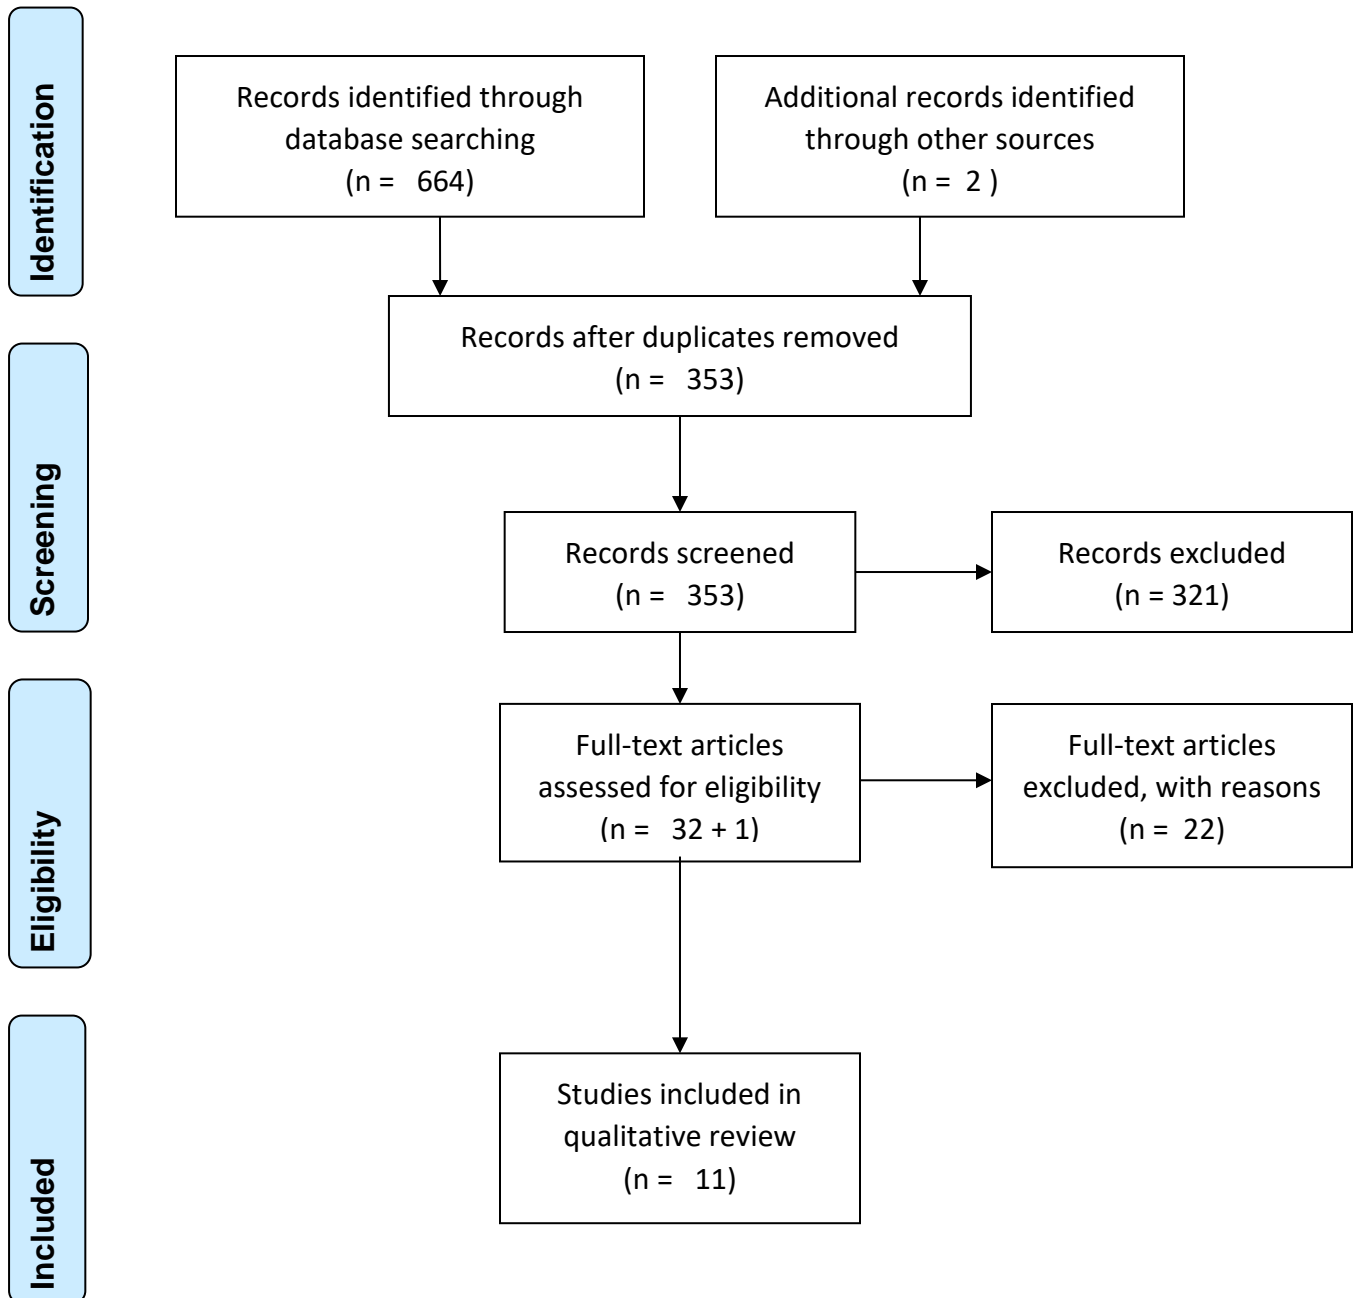 Identification
Records identified through
database searching
(n =   664)
Additional records identified
through other sources
(n =  2 )
Records after duplicates removed
(n =   353)
Screening
Records screened
(n =   353)
Records excluded
(n = 321)
Eligibility
Full-text articles
assessed for eligibility
(n =   32 + 1)
Full-text articles
excluded, with reasons
(n =  22)
Included
Studies included in
qualitative review
(n =   11)